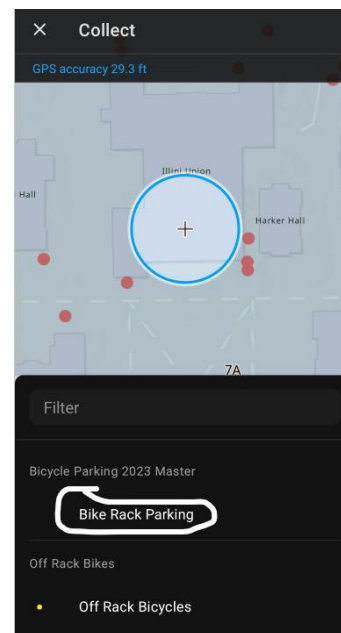 Collect
GPS accuracy 29.3 ft
Illini Union
Hall
Harker Hall
7A
Filter
Bicycle Parking 2023 Master
Bike Rack Parking
Off Rack Bikes
Off Rack Bicycles